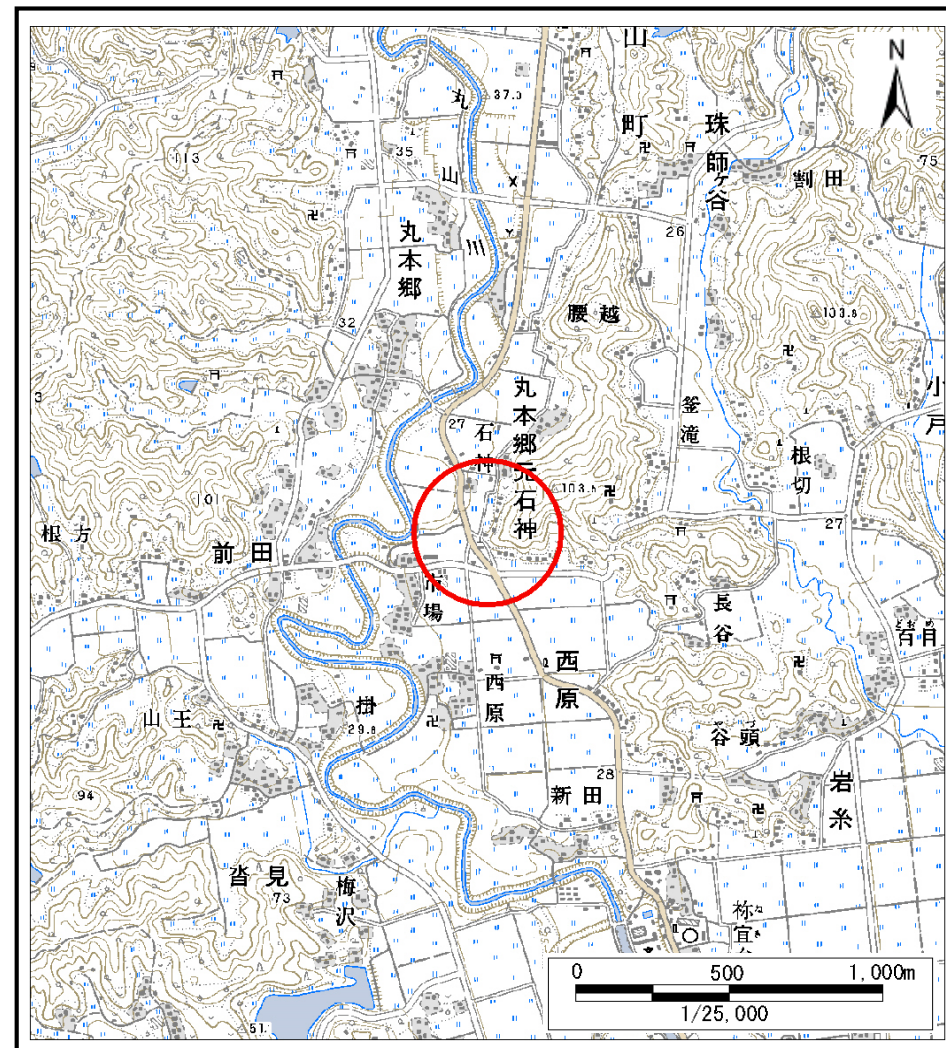 N
山
町
珠師ヶ谷
割田
75
113
35
37.0
丸
山
川
26
丸本郷
腰越
103.8
32
小戸
丸本郷元石神
釜滝
27
石神
根切
103.5
101
27
根方
前田
市場
長谷
百目
西原
西原
掛
29.8
山王
谷頭
28
新田
岩糸
94
沓見
73
梅沢
祢宜
51
0 500 1,000m
1/25,000